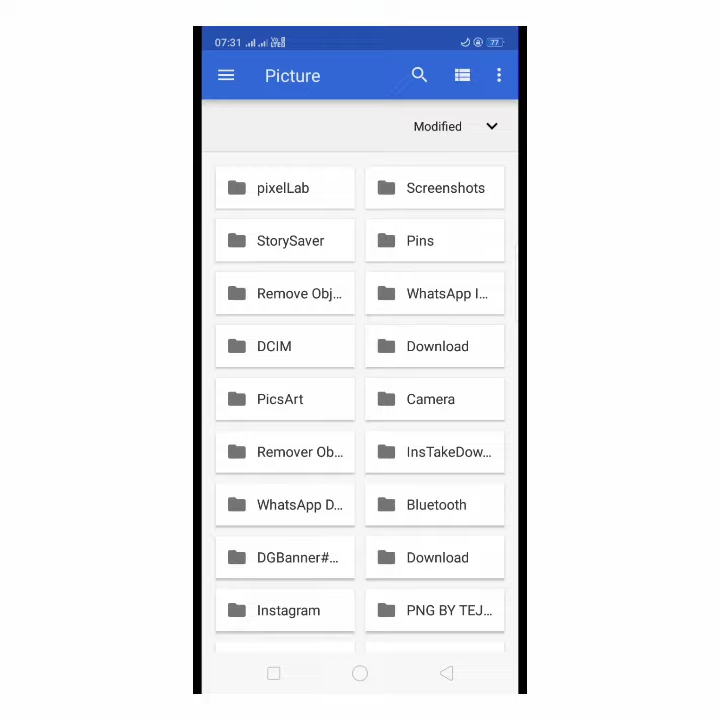 07:31
77
Picture
Modified
pixelLab
Screenshots
StorySaver
Pins
Remove Obj...
WhatsApp I...
DCIM
Download
PicsArt
Camera
Remover Ob...
InsTakeDow...
WhatsApp D...
Bluetooth
DGBanner#...
Download
Instagram
PNG BY TEJ...